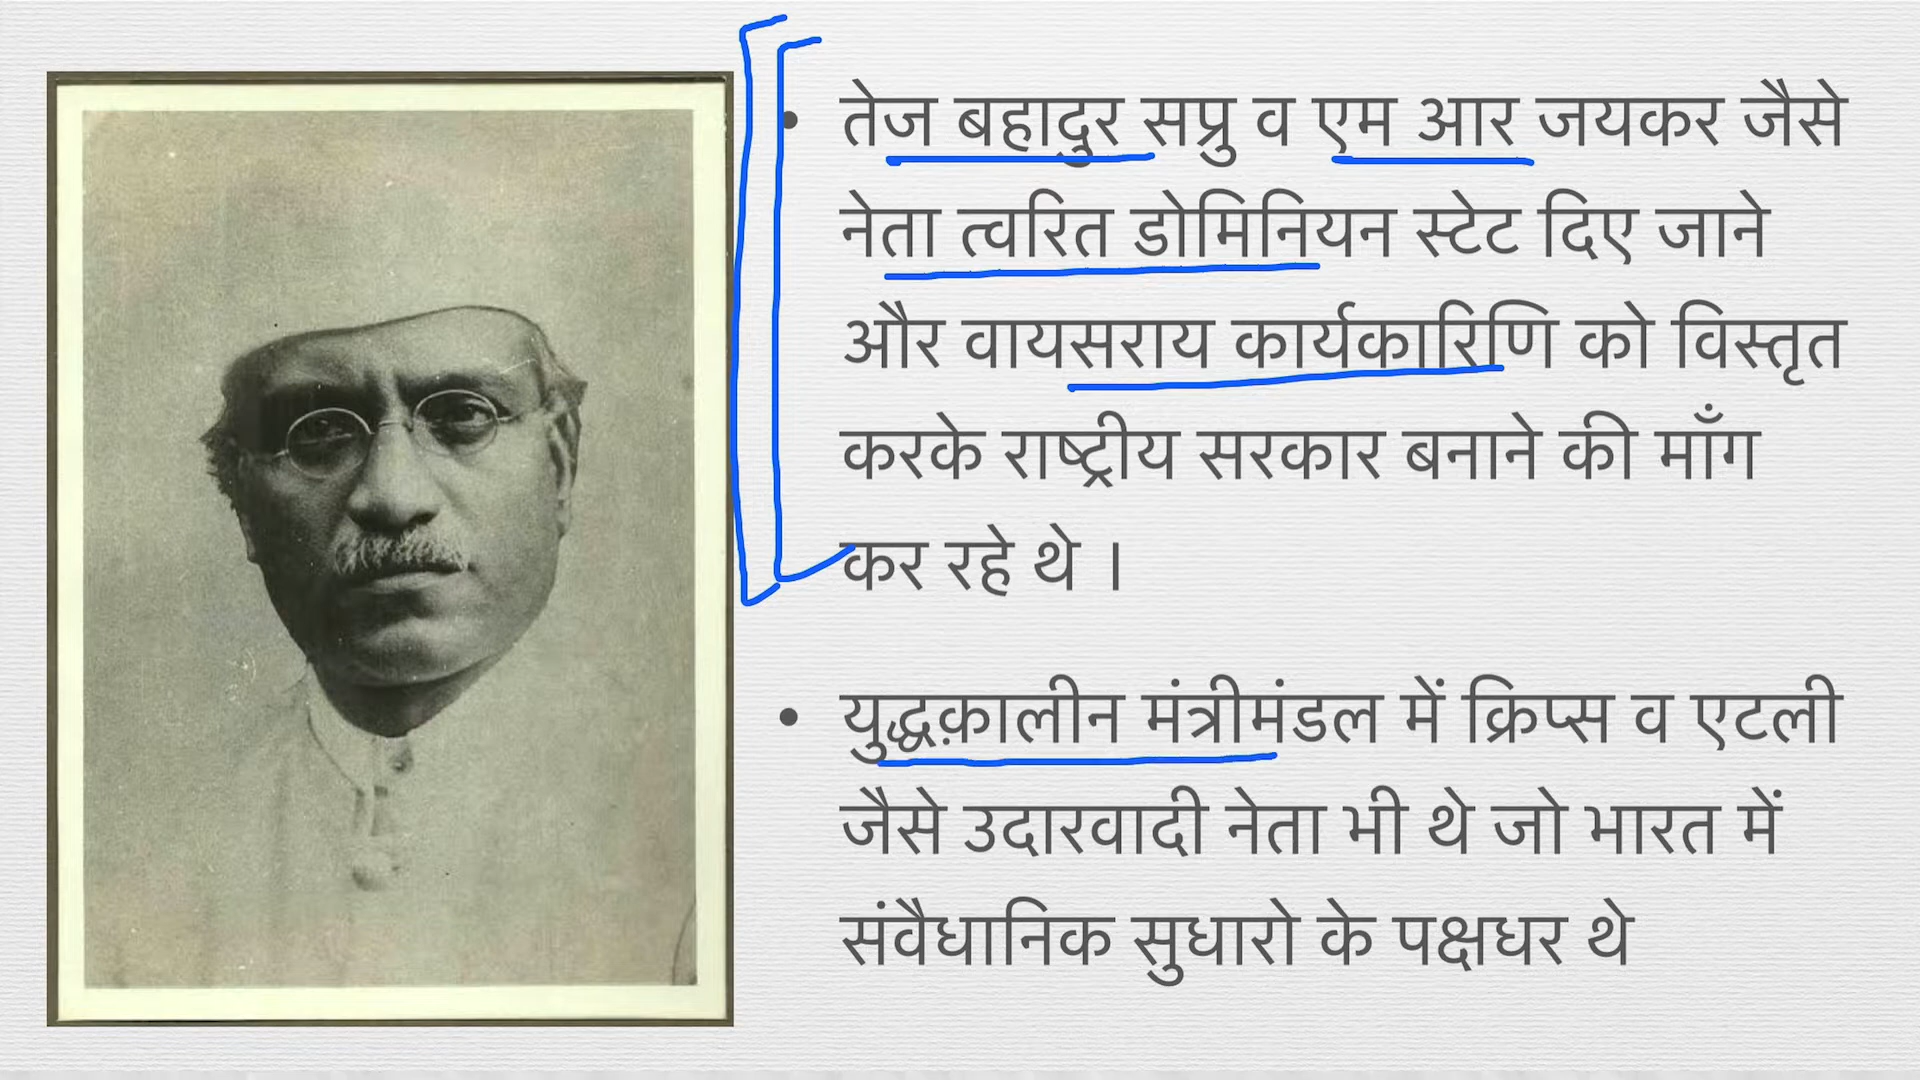 तेज बहादुर सप्रु व एम आर जयकर जैसे
नेता त्वरित डोमिनियन स्टेट दिए जाने
और वायसराय कार्यकारिणि को विस्तृत
करके राष्ट्रीय सरकार बनाने की माँग
कर रहे थे ।
युद्धक़ालीन मंत्रीमंडल में क्रिप्स व एटली
जैसे उदारवादी नेता भी थे जो भारत में
संवैधानिक सुधारो के पक्षधर थे